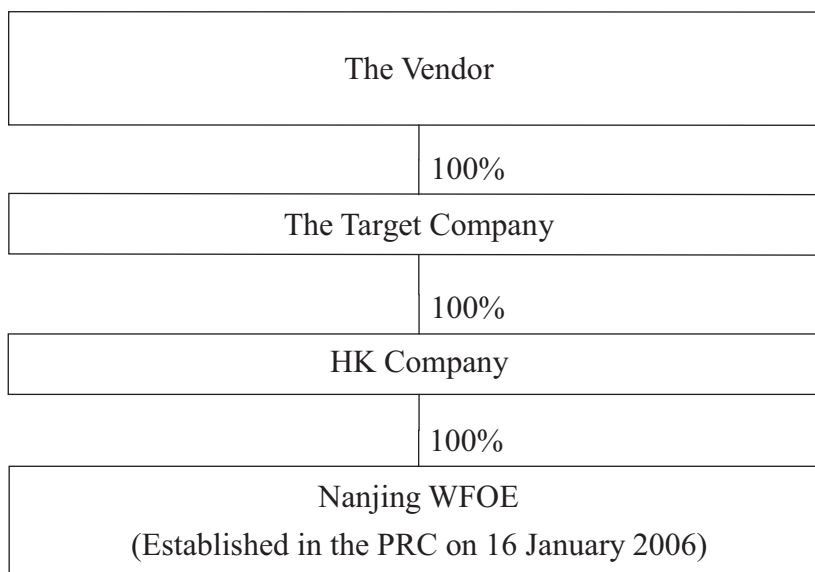 The Vendor
100%
The Target Company
100%
HK Company
100%
Nanjing WFOE
(Established in the PRC on 16 January 2006)